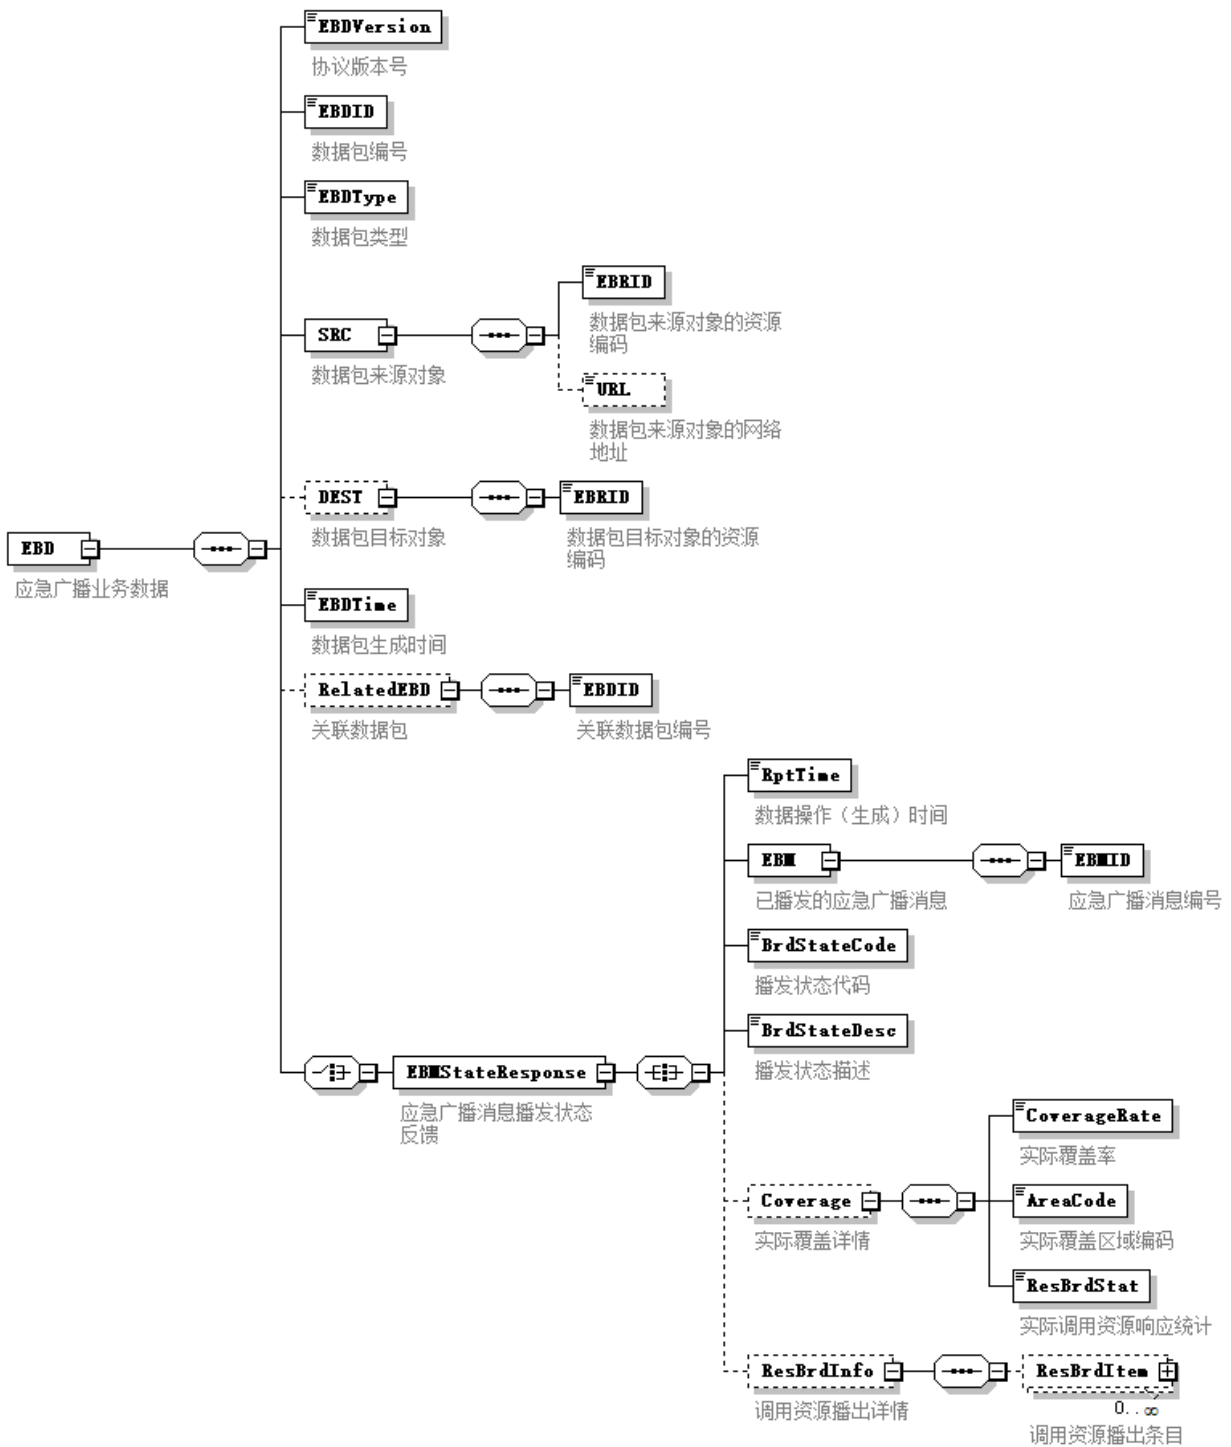 EBDVersion
协议版本号
EBDID
数据包编号
EBDType
数据包类型
SRC
数据包来源对象
EBRID
数据包来源对象的资源
编码
URL
数据包来源对象的网络
地址
DEST
数据包目标对象
EBRID
数据包目标对象的资源
编码
EBD
应急广播业务数据
EBDTime
数据包生成时间
RelatedEBD
关联数据包
EBDID
关联数据包编号
RptTime
数据操作（生成）时间
EBM
已播发的应急广播消息
EBMID
应急广播消息编号
BrdStateCode
播发状态代码
BrdStateDesc
播发状态描述
EBMStateResponse
应急广播消息播发状态
反馈
CoverageRate
实际覆盖率
Coverage
实际覆盖详情
AreaCode
实际覆盖区域编码
ResBrdStat
实际调用资源响应统计
ResBrdInfo
调用资源播出详情
ResBrdItem
0..∞
调用资源播出条目